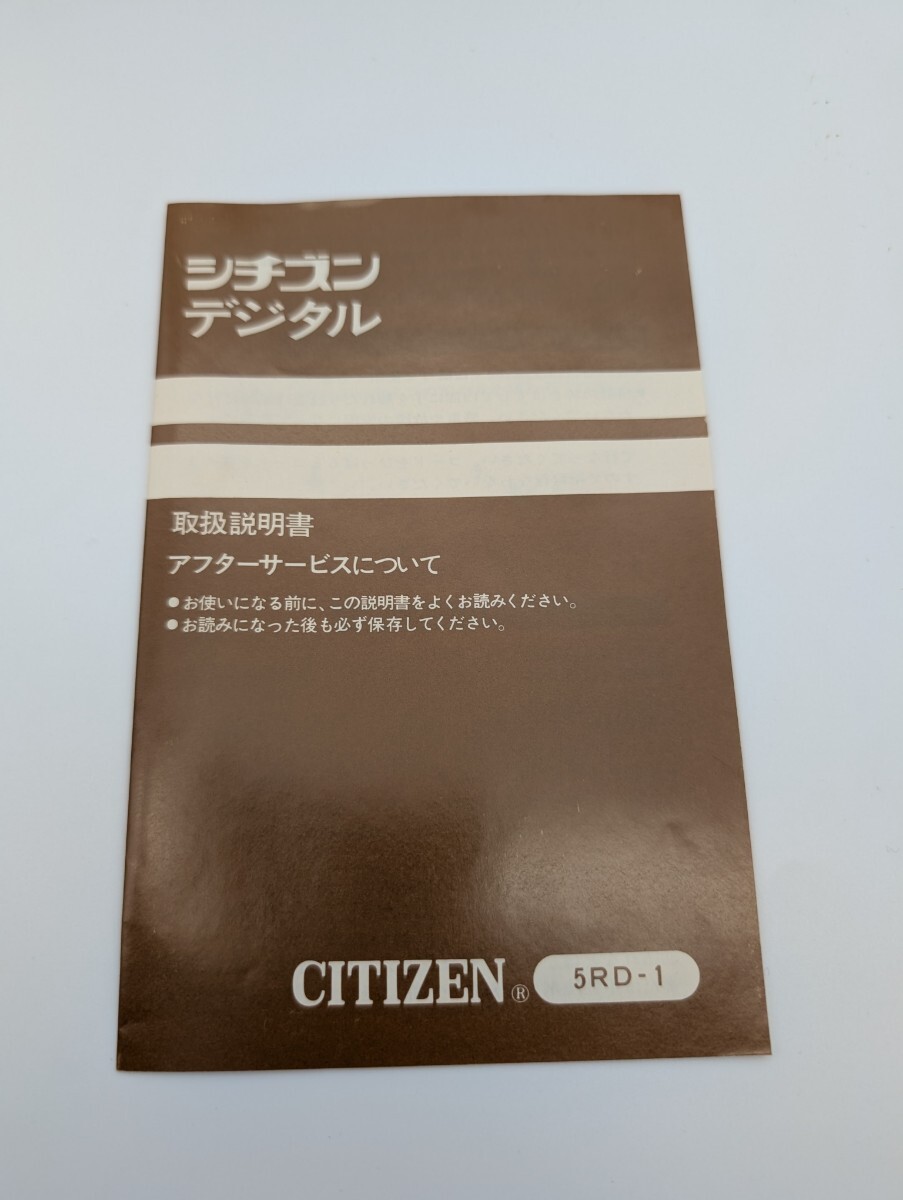 シチズン
デジタル
取扱説明書
アフターサービスについて
●お使いになる前に、この説明書をよくお読みください。
●お読みになった後も必ず保存してください。
CITIZEN® 5RD-1